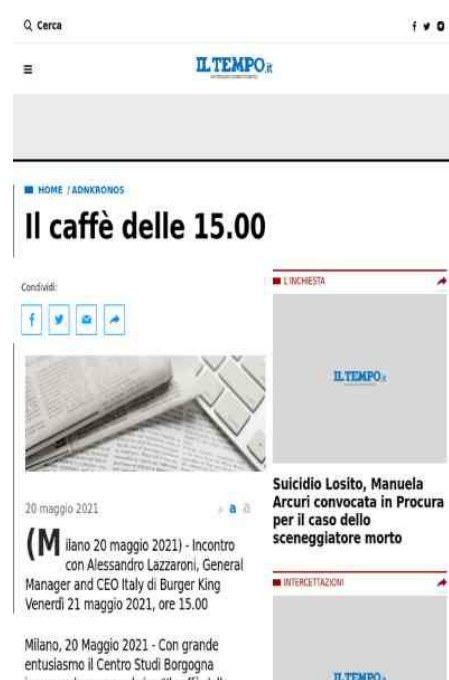 Cerca
IL TEMPO.it
HOME / ADNKRONOS
Il caffè delle 15.00
Condividi:
20 maggio 2021
a a a
(Milano 20 maggio 2021) - Incontro
con Alessandro Lazzaroni, General
Manager and CEO Italy di Burger King
Venerdì 21 maggio 2021, ore 15.00
Milano, 20 Maggio 2021 - Con grande
entusiasmo il Centro Studi Borgogna
L'INCHIESTA
IL TEMPO.it
Suicidio Losito, Manuela
Arcuri convocata in Procura
per il caso dello
sceneggiatore morto
INTERCETTAZIONI
IL TEMPO.it